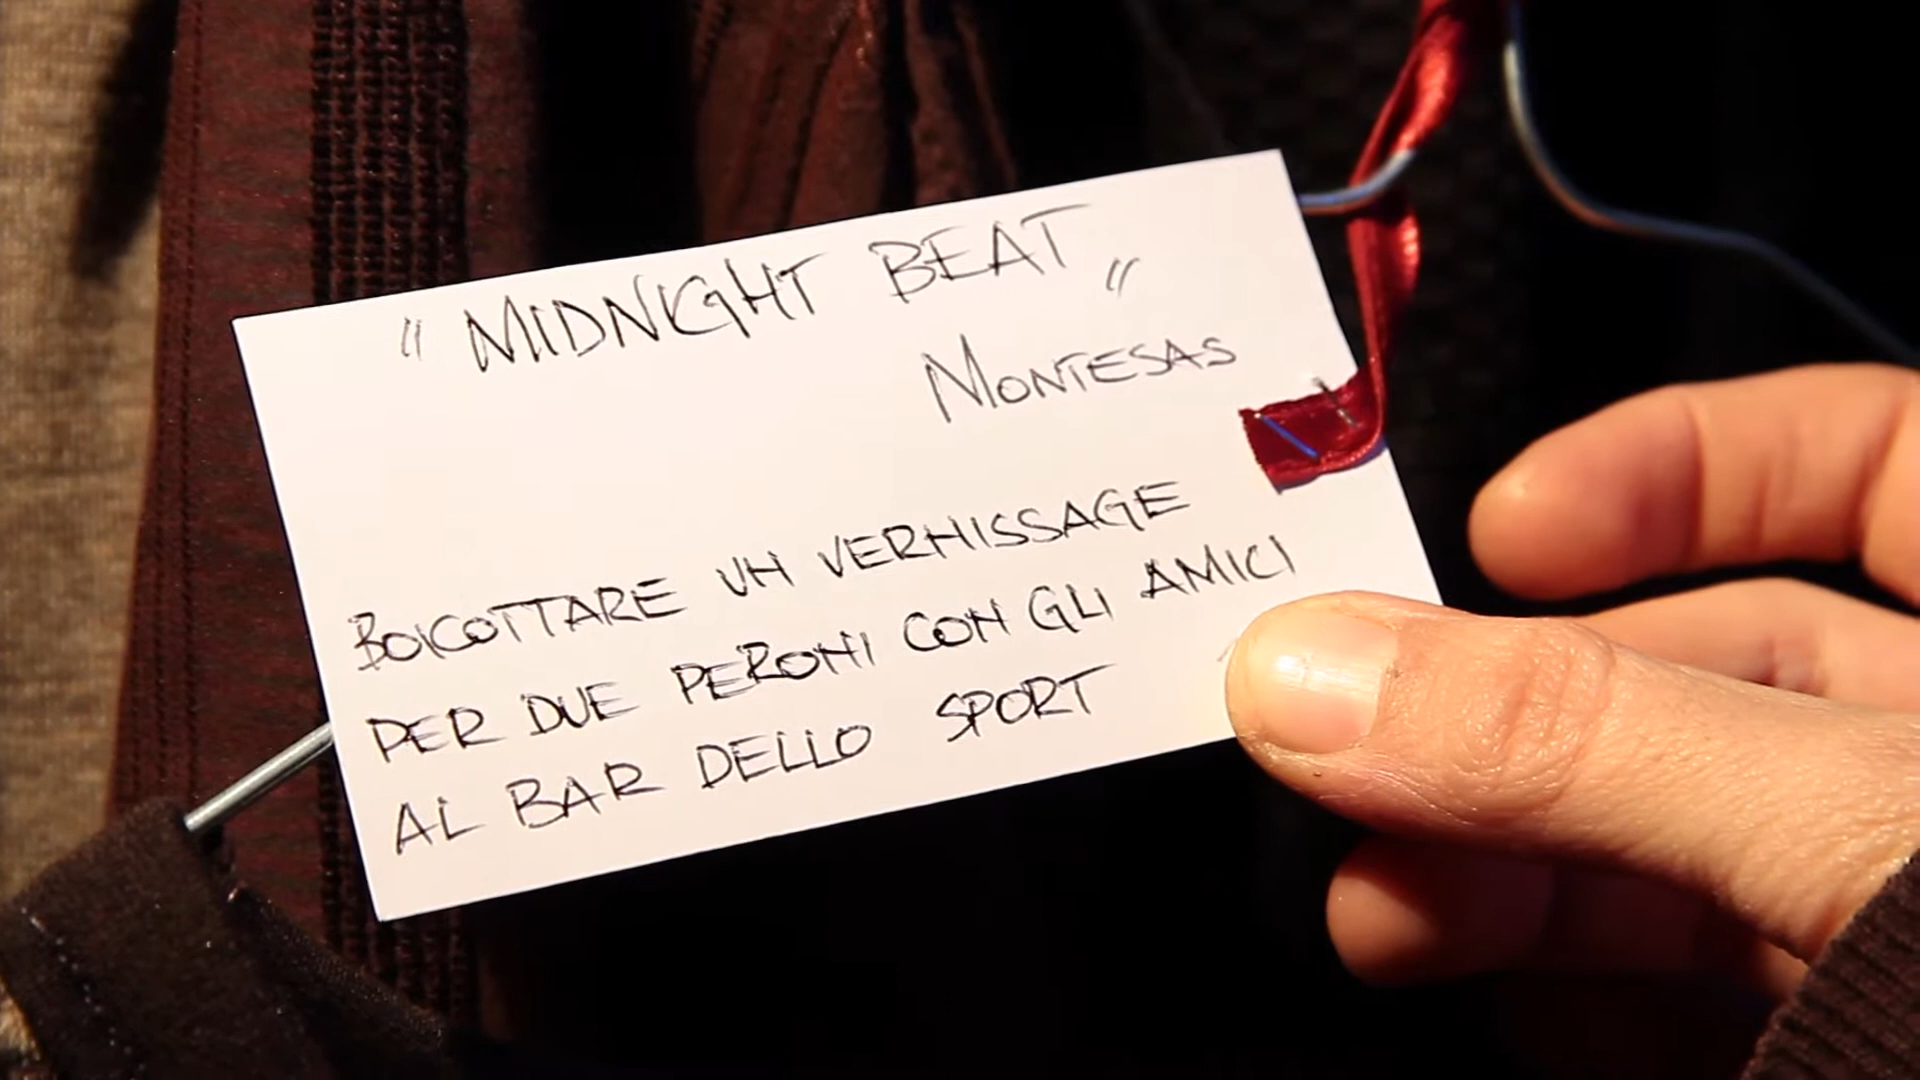 "MIDNIGHT BEAT"
MONTESAS
BOICOTTARE UN VERNISSAGE
PER DUE PERONI CON GLI AMICI
AL BAR DELLO SPORT